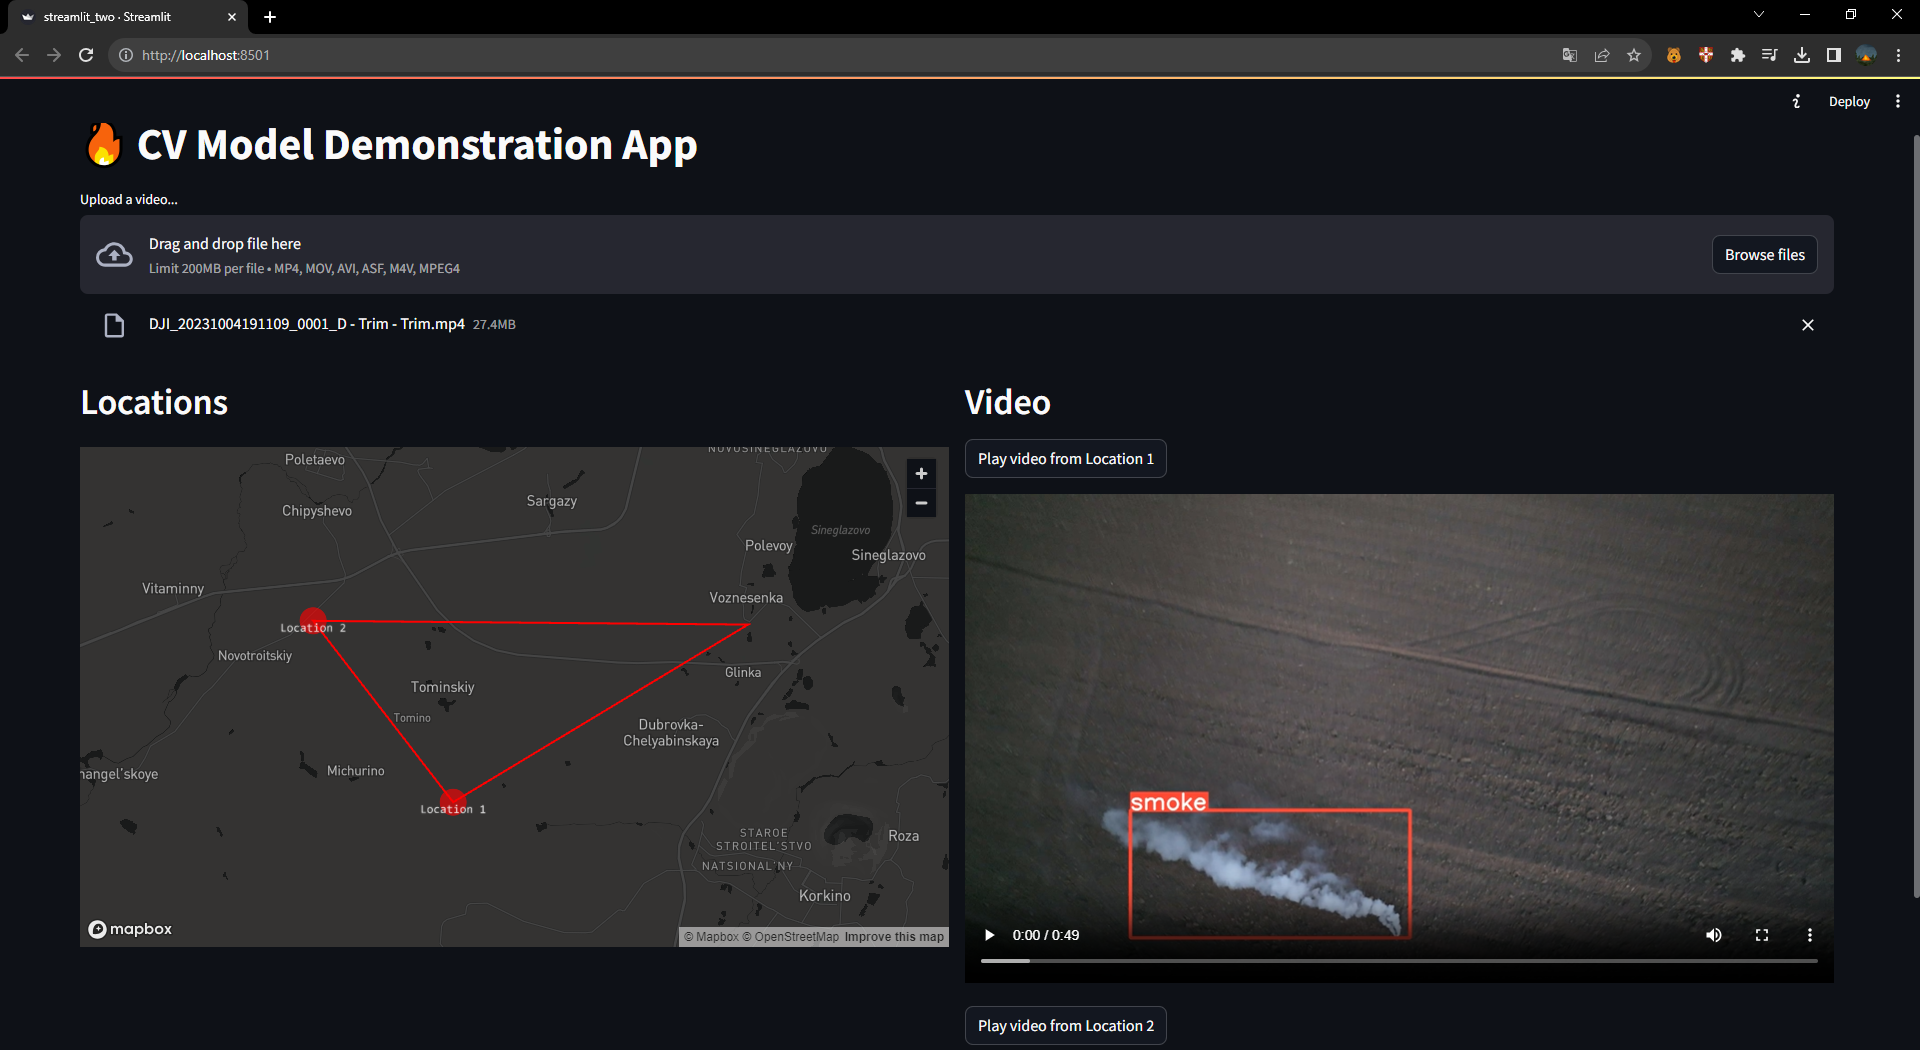 streamlit_two · Streamlit
http://localhost:8501
Deploy
CV Model Demonstration App
Upload a video...
Drag and drop file here
Limit 200MB per file • MP4, MOV, AVI, ASF, M4V, MPEG4
Browse files
DJI_20231004191109_0001_D - Trim - Trim.mp4 27.4MB
Locations
NOVOSINEGLAZOVO
Poletaevo
Sargazy
Chipyshevo
Sineglazovo
Polevoy
Sineglazovo
Vitaminny
Voznesenka
Location 2
Novotroitskiy
Glinka
Tominskiy
Tomino
Dubrovka-
Chelyabinskaya
Michurino
hangel'skoye
Location 1
STAROE
STROITEL'STVO
Roza
NATSIONAL'NY
Korkino
mapbox
© Mapbox © OpenStreetMap Improve this map
Video
Play video from Location 1
smoke
0:00 / 0:49
Play video from Location 2